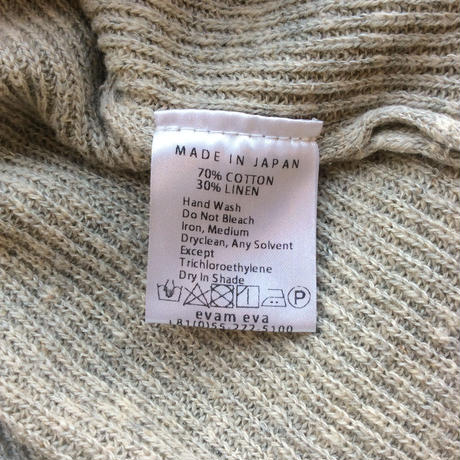 MADE IN JAPAN
70% COTTON
30% LINEN
Hand Wash
Do Not Bleach
Iron, Medium
Dryclean, Any Solvent
Except
Trichloroethylene
Dry In Shade
P
evam eva
+81(0)55-272-5100